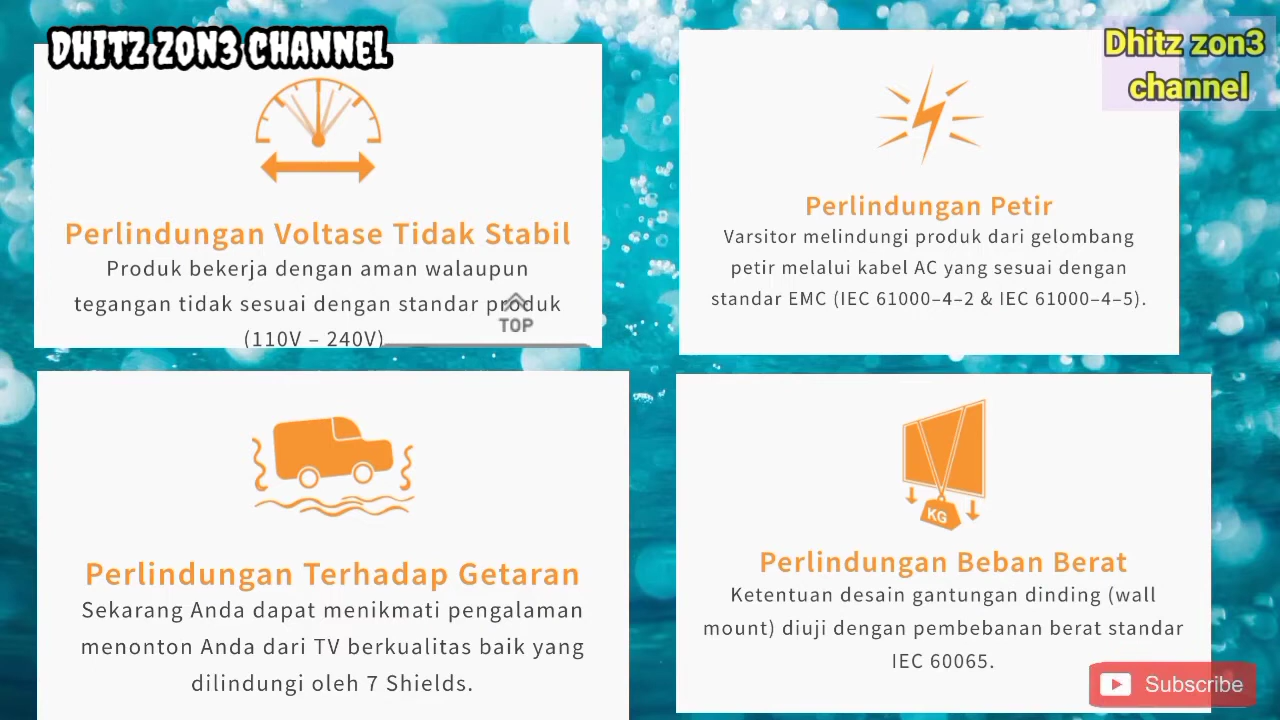 DHITZ ZON3 CHANNEL
Dhitz zon3
channel
Perlindungan Voltase Tidak Stabil
Produk bekerja dengan aman walaupun
tegangan tidak sesuai dengan standar produk
(110V – 240V)
TOP
Perlindungan Petir
Varsitor melindungi produk dari gelombang
petir melalui kabel AC yang sesuai dengan
standar EMC (IEC 61000–4–2 & IEC 61000–4–5).
Perlindungan Terhadap Getaran
Sekarang Anda dapat menikmati pengalaman
menonton Anda dari TV berkualitas baik yang
dilindungi oleh 7 Shields.
KG
Perlindungan Beban Berat
Ketentuan desain gantungan dinding (wall
mount) diuji dengan pembebanan berat standar
IEC 60065.
Subscribe